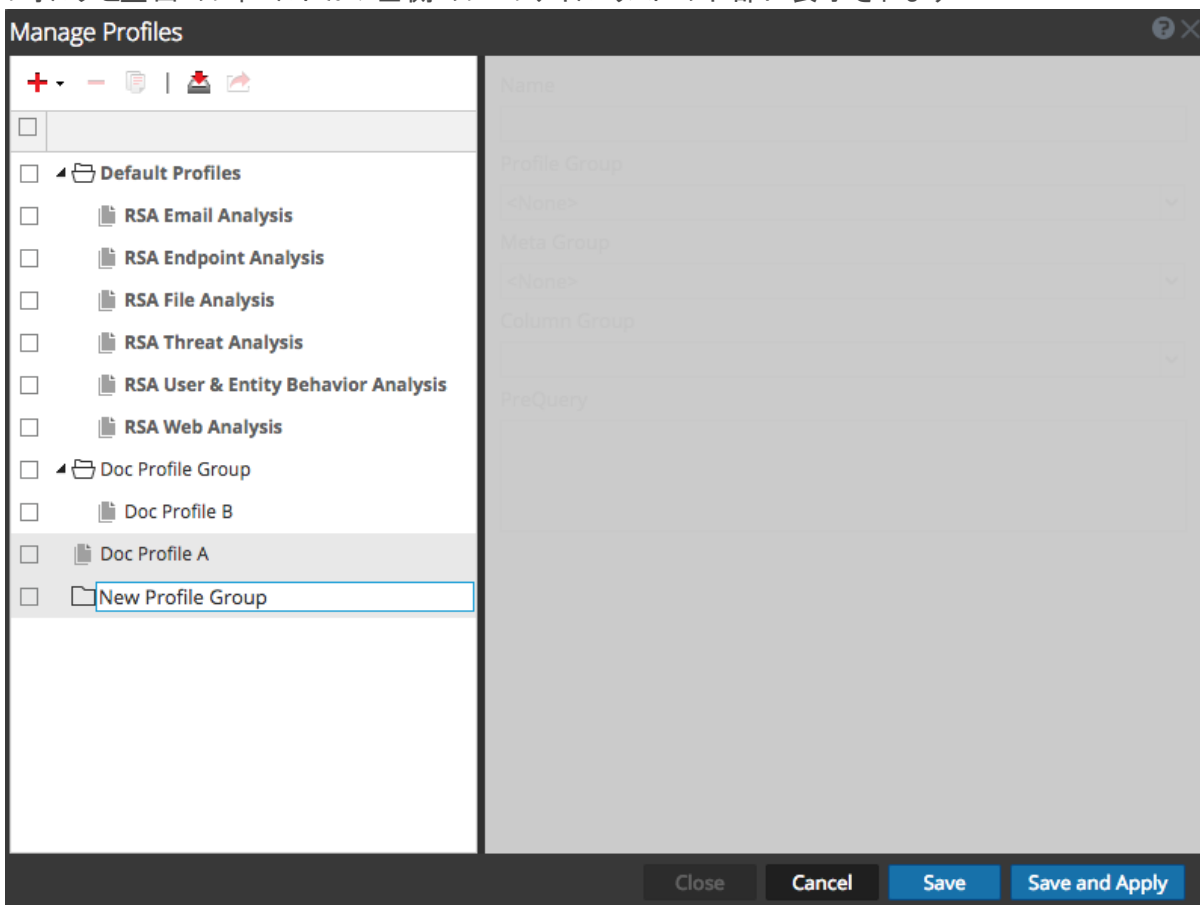 Manage Profiles
Default Profiles
RSA Email Analysis
RSA Endpoint Analysis
RSA File Analysis
RSA Threat Analysis
RSA User & Entity Behavior Analysis
RSA Web Analysis
Doc Profile Group
Doc Profile B
Doc Profile A
New Profile Group
Name
Profile Group
<None>
Meta Group
<None>
Column Group
PreQuery
Close
Cancel
Save
Save and Apply